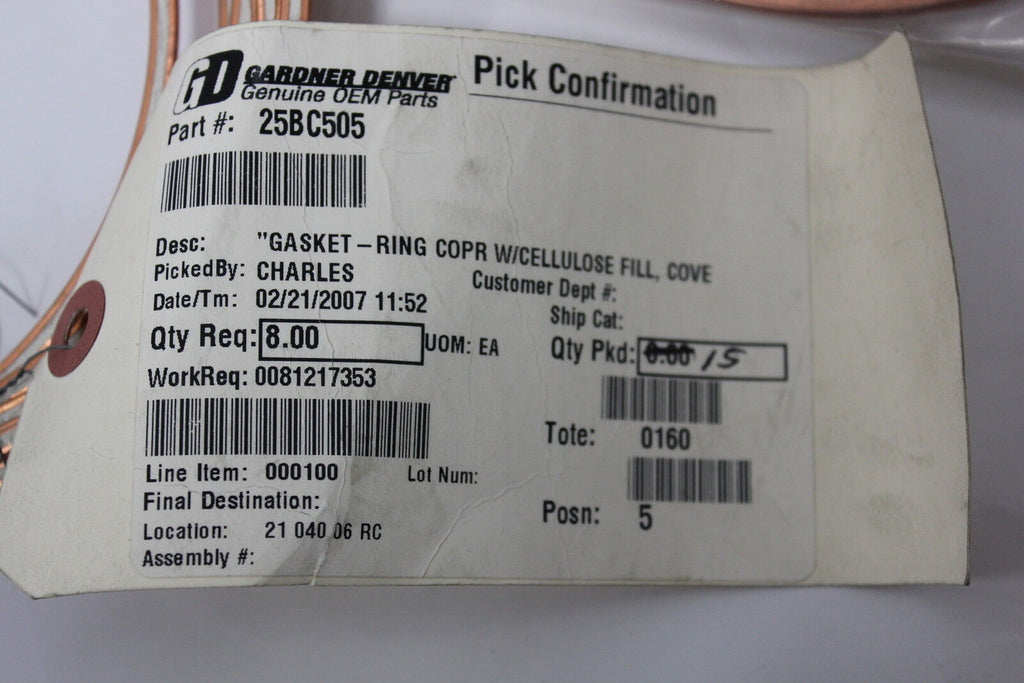 GD GARDNER DENVER
Genuine OEM Parts
Pick Confirmation
Part #: 25BC505
Desc: "GASKET-RING COPR W/CELLULOSE FILL, COVE
PickedBy: CHARLES
Customer Dept #:
Date/Tm: 02/21/2007 11:52
Ship Cat:
Qty Req: 8.00 UOM: EA
Qty Pkd: 0.00 15
WorkReq: 0081217353
Tote: 0160
Line Item: 000100 Lot Num:
Final Destination:
Posn: 5
Location: 21 040 06 RC
Assembly #: